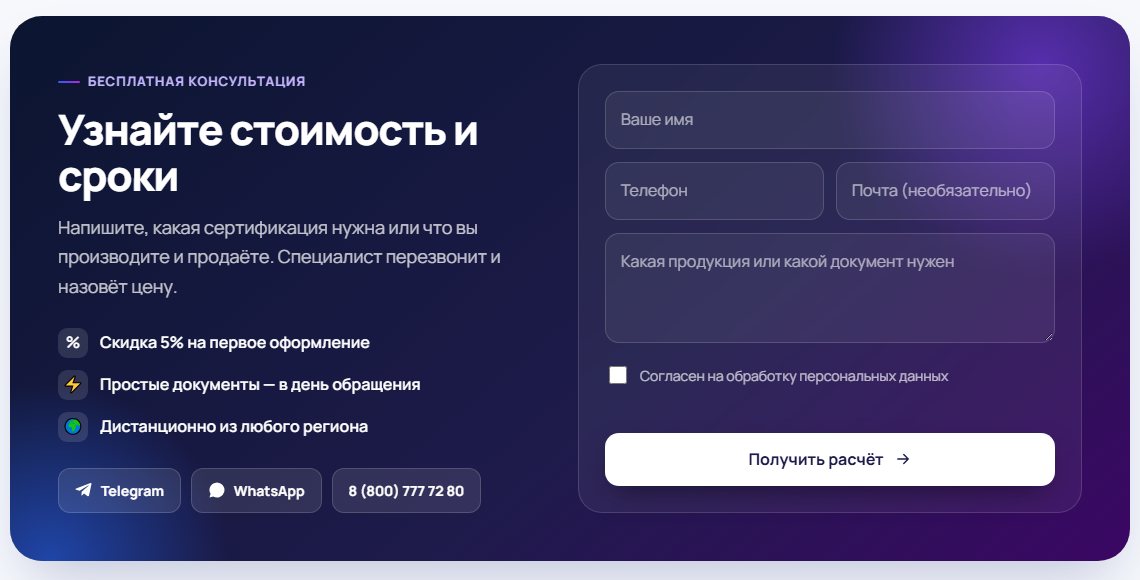 БЕСПЛАТНАЯ КОНСУЛЬТАЦИЯ
Узнайте стоимость и
сроки
Напишите, какая сертификация нужна или что вы
производите и продаёте. Специалист перезвонит и
назовёт цену.
% Скидка 5% на первое оформление
Простые документы — в день обращения
Дистанционно из любого региона
Telegram WhatsApp 8 (800) 777 72 80
Ваше имя
Телефон Почта (необязательно)
Какая продукция или какой документ нужен
Согласен на обработку персональных данных
Получить расчёт →